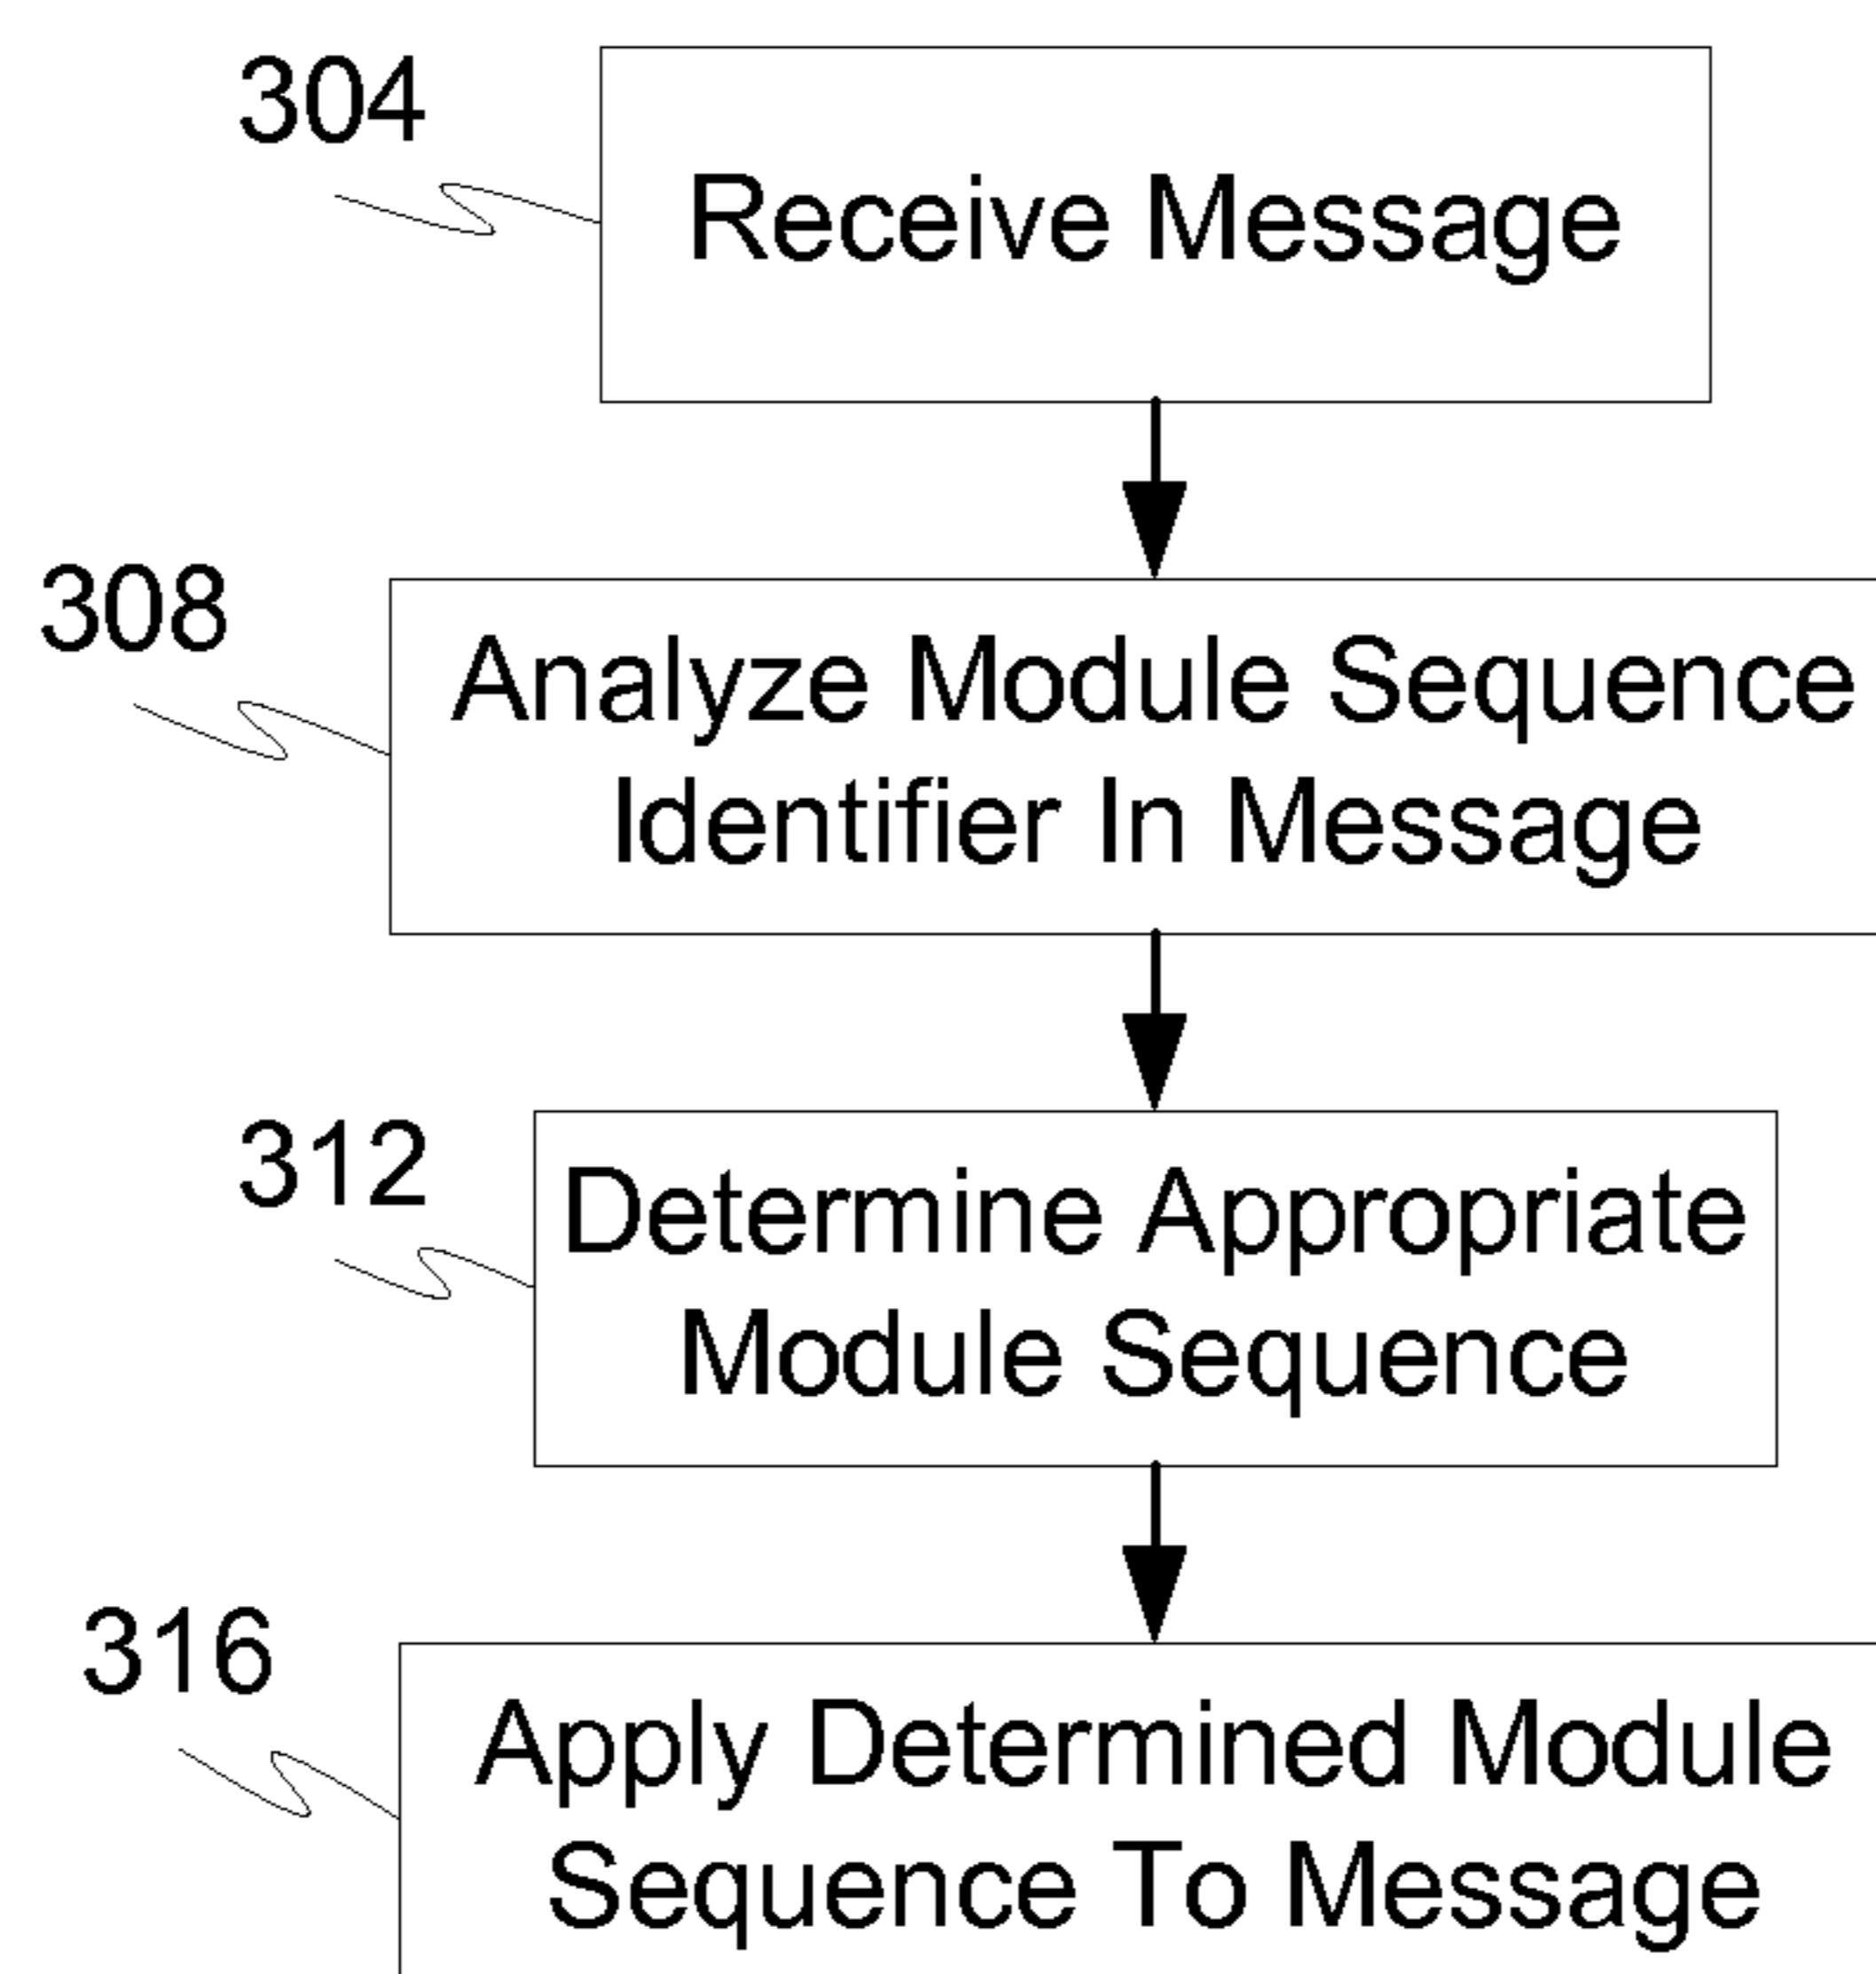 304
Receive Message
308
Analyze Module Sequence
Identifier In Message
312
Determine Appropriate
Module Sequence
316
Apply Determined Module
Sequence To Message